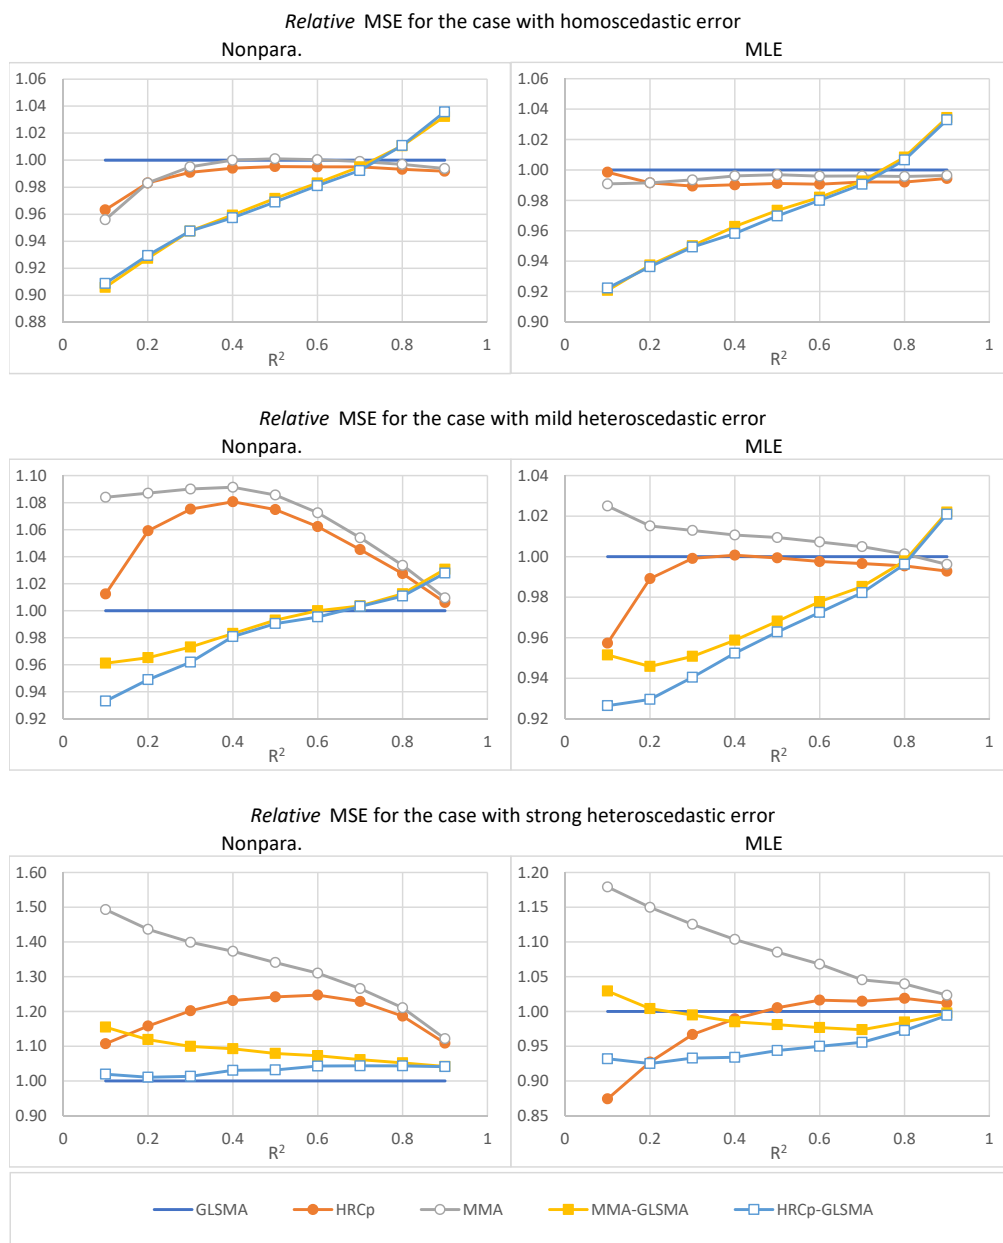 Relative MSE for the case with homoscedastic error
Nonpara. MLE
1.06
1.04
1.02
1.00
0.98
0.96
0.94
0.92
0.90
0.88
0 0.2 0.4 0.6 0.8 1
R²
1.06
1.04
1.02
1.00
0.98
0.96
0.94
0.92
0.90
0 0.2 0.4 0.6 0.8 1
R²
Relative MSE for the case with mild heteroscedastic error
Nonpara. MLE
1.10
1.08
1.06
1.04
1.02
1.00
0.98
0.96
0.94
0.92
0 0.2 0.4 0.6 0.8 1
R²
1.04
1.02
1.00
0.98
0.96
0.94
0.92
0 0.2 0.4 0.6 0.8 1
R²
Relative MSE for the case with strong heteroscedastic error
Nonpara. MLE
1.60
1.50
1.40
1.30
1.20
1.10
1.00
0.90
0 0.2 0.4 0.6 0.8 1
R²
1.20
1.15
1.10
1.05
1.00
0.95
0.90
0.85
0 0.2 0.4 0.6 0.8 1
R²
GLSMA HRCp MMA MMA-GLSMA HRCp-GLSMA